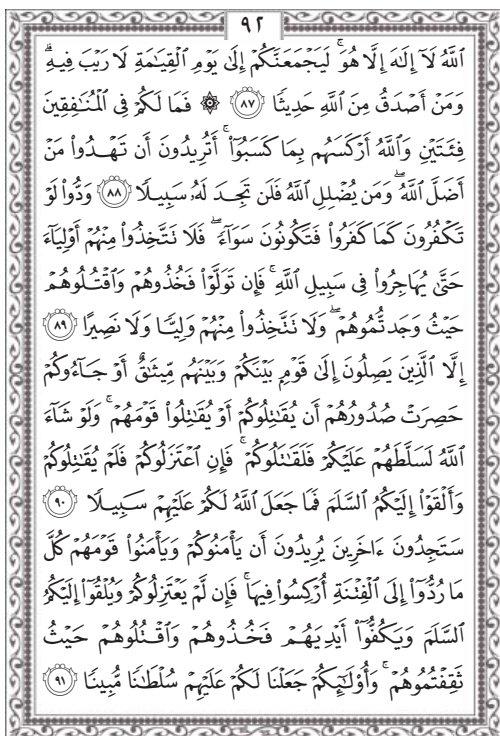 ٩٢
ٱللَّهُ لَآ إِلَٰهَ إِلَّا هُوَ ۚ لَيَجْمَعَنَّكُمْ إِلَىٰ يَوْمِ ٱلْقِيَٰمَةِ لَا رَيْبَ فِيهِ ۗ
وَمَنْ أَصْدَقُ مِنَ ٱللَّهِ حَدِيثًا ﴿٨٧﴾ ۞ فَمَا لَكُمْ فِى ٱلْمُنَٰفِقِينَ
فِئَتَيْنِ وَٱللَّهُ أَرْكَسَهُم بِمَا كَسَبُوٓا۟ ۚ أَتُرِيدُونَ أَن تَهْدُوا۟ مَنْ
أَضَلَّ ٱللَّهُ ۖ وَمَن يُضْلِلِ ٱللَّهُ فَلَن تَجِدَ لَهُۥ سَبِيلًا ﴿٨٨﴾ وَدُّوا۟ لَوْ
تَكْفُرُونَ كَمَا كَفَرُوا۟ فَتَكُونُونَ سَوَآءً ۖ فَلَا تَتَّخِذُوا۟ مِنْهُمْ أَوْلِيَآءَ
حَتَّىٰ يُهَاجِرُوا۟ فِى سَبِيلِ ٱللَّهِ ۚ فَإِن تَوَلَّوْا۟ فَخُذُوهُمْ وَٱقْتُلُوهُمْ
حَيْثُ وَجَدتُّمُوهُمْ ۖ وَلَا تَتَّخِذُوا۟ مِنْهُمْ وَلِيًّا وَلَا نَصِيرًا ﴿٨٩﴾
إِلَّا ٱلَّذِينَ يَصِلُونَ إِلَىٰ قَوْمٍۭ بَيْنَكُمْ وَبَيْنَهُم مِّيثَٰقٌ أَوْ جَآءُوكُمْ
حَصِرَتْ صُدُورُهُمْ أَن يُقَٰتِلُوكُمْ أَوْ يُقَٰتِلُوا۟ قَوْمَهُمْ ۚ وَلَوْ شَآءَ
ٱللَّهُ لَسَلَّطَهُمْ عَلَيْكُمْ فَلَقَٰتَلُوكُمْ ۚ فَإِنِ ٱعْتَزَلُوكُمْ فَلَمْ يُقَٰتِلُوكُمْ
وَأَلْقَوْا۟ إِلَيْكُمُ ٱلسَّلَمَ فَمَا جَعَلَ ٱللَّهُ لَكُمْ عَلَيْهِمْ سَبِيلًا ﴿٩٠﴾
سَتَجِدُونَ ءَاخَرِينَ يُرِيدُونَ أَن يَأْمَنُوكُمْ وَيَأْمَنُوا۟ قَوْمَهُمْ كُلَّ
مَا رُدُّوٓا۟ إِلَى ٱلْفِتْنَةِ أُرْكِسُوا۟ فِيهَا ۚ فَإِن لَّمْ يَعْتَزِلُوكُمْ وَيُلْقُوٓا۟ إِلَيْكُمُ
ٱلسَّلَمَ وَيَكُفُّوٓا۟ أَيْدِيَهُمْ فَخُذُوهُمْ وَٱقْتُلُوهُمْ حَيْثُ
ثَقِفْتُمُوهُمْ ۚ وَأُو۟لَٰٓئِكُمْ جَعَلْنَا لَكُمْ عَلَيْهِمْ سُلْطَٰنًا مُّبِينًا ﴿٩١﴾